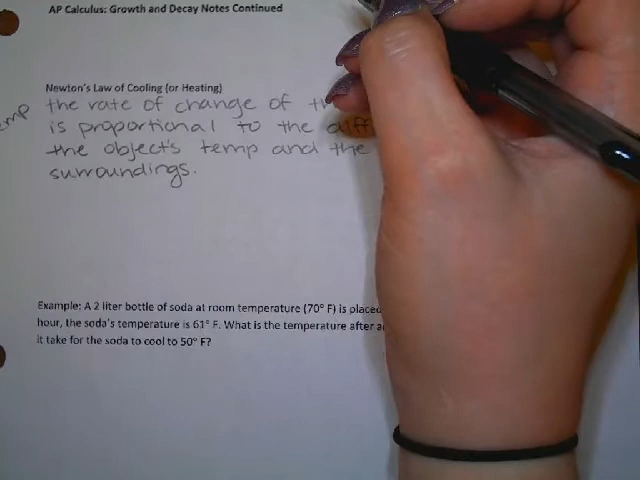 AP Calculus: Growth and Decay Notes Continued
Newton's Law of Cooling (or Heating)
the rate of change of
is proportional to the diff
the object's temp and the
surroundings.
Example: A 2 liter bottle of soda at room temperature (70° F) is placed
hour, the soda's temperature is 61° F. What is the temperature after
it take for the soda to cool to 50° F?